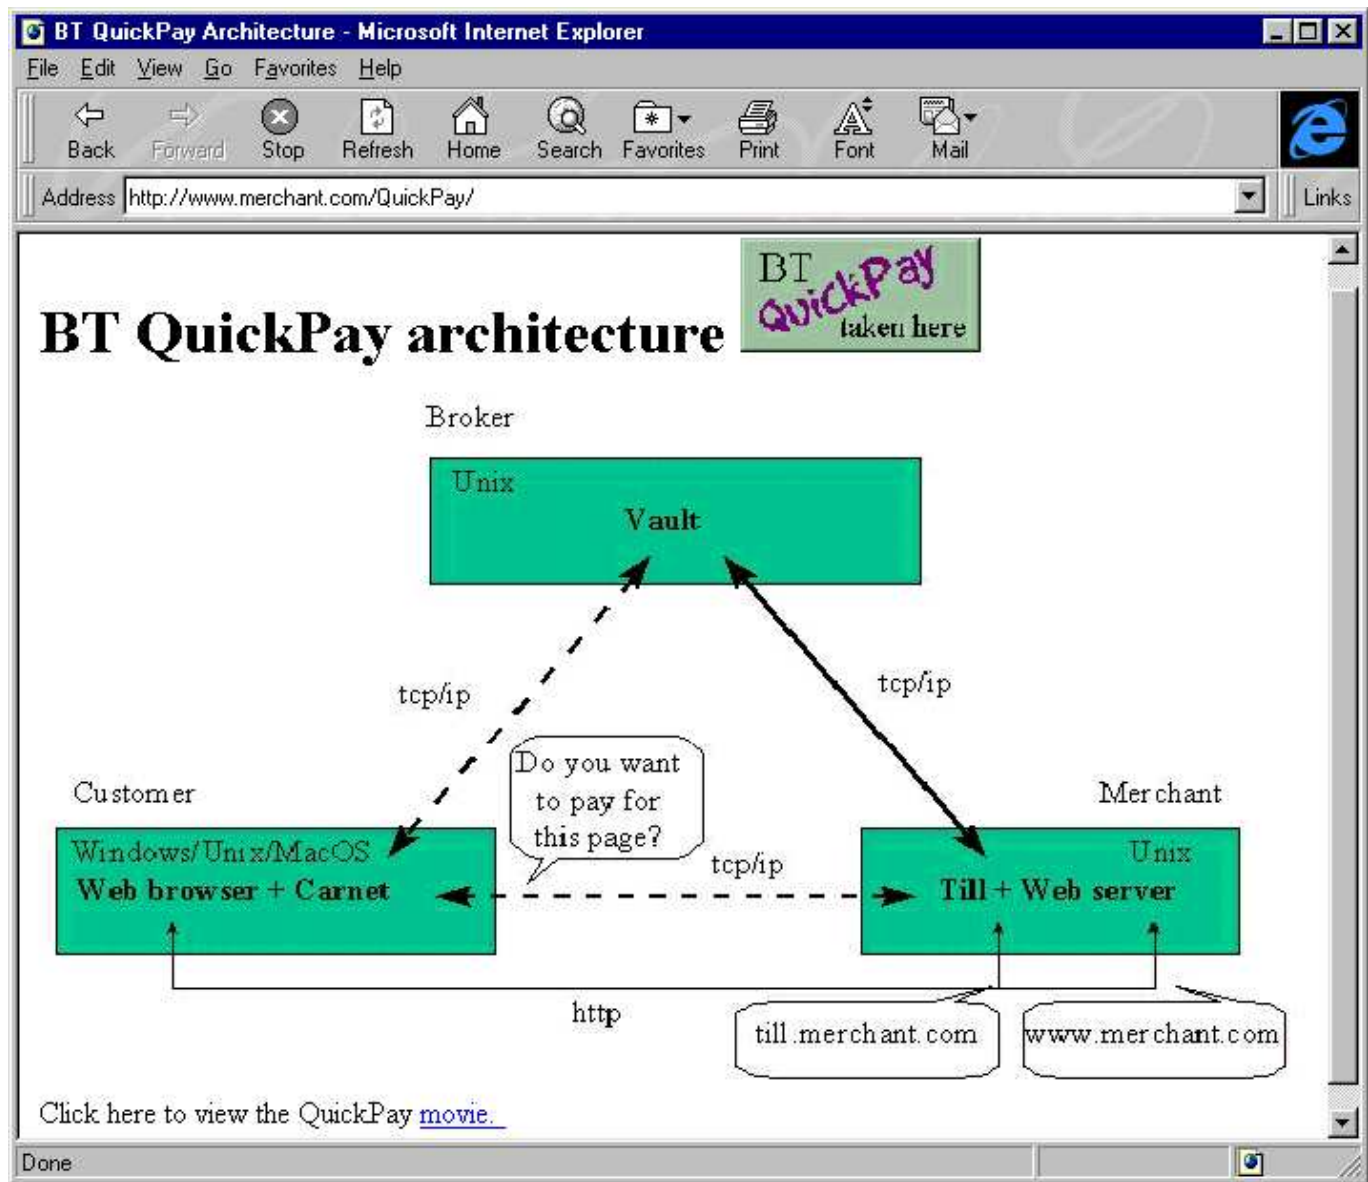 BT QuickPay Architecture - Microsoft Internet Explorer
File Edit View Go Favorites Help
Back Forward Stop Refresh Home Search Favorites Print Font Mail
Address http://www.merchant.com/QuickPay/ Links
BT
QuickPay
taken here
BT QuickPay architecture
Broker
Unix
Vault
tcp/ip
tcp/ip
Do you want
to pay for
this page?
Customer
Merchant
Windows/Unix/MacOS
Web browser + Carnet
tcp/ip
Unix
Till + Web server
http
till.merchant.com
www.merchant.com
Click here to view the QuickPay movie.
Done